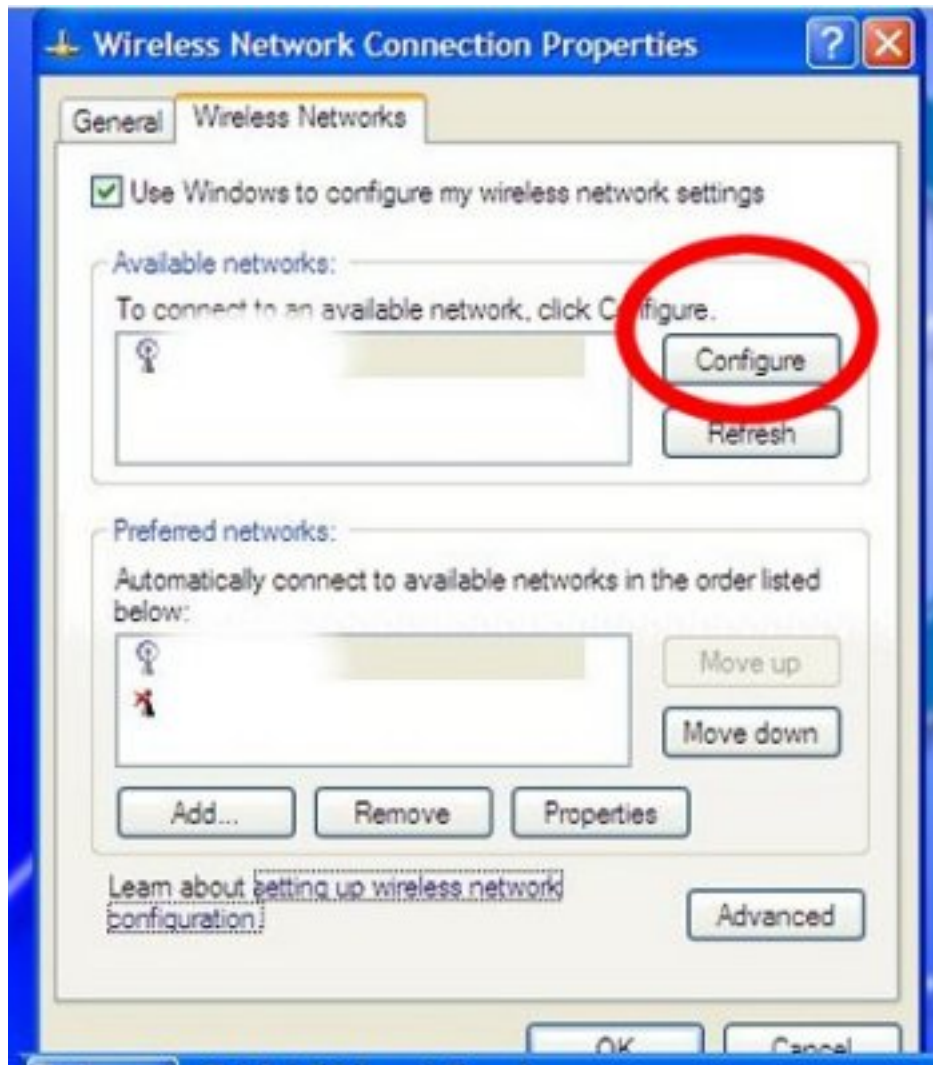 Wireless Network Connection Properties
General
Wireless Networks
Use Windows to configure my wireless network settings
Available networks:
To connect to an available network, click Configure.
Configure
Refresh
Preferred networks:
Automatically connect to available networks in the order listed
below:
Move up
Move down
Add...
Remove
Properties
Learn about setting up wireless network
configuration.
Advanced
OK
Cancel